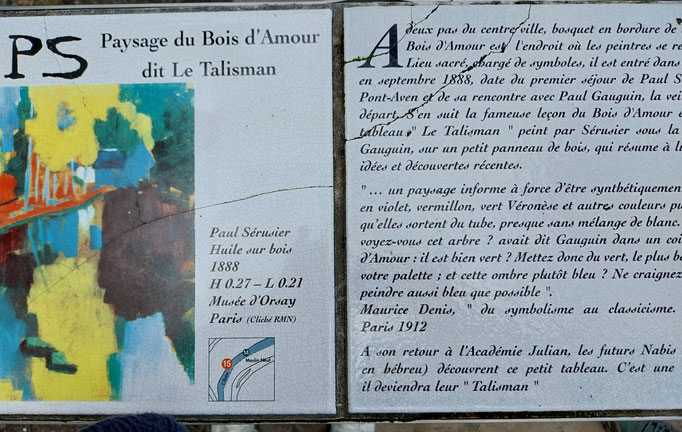 PS
Paysage du Bois d'Amour
dit Le Talisman
Paul Sérusier
Huile sur bois
1888
H 0.27 – L 0.21
Musée d'Orsay
Paris (Cliché RMN)
15
14
Moulin Neuf
A deux pas du centre ville, bosquet en bordure de
Bois d'Amour est l'endroit où les peintres se
Lieu sacré, chargé de symboles, il est entré dans
en septembre 1888, date du premier séjour de Paul
Pont-Aven et de sa rencontre avec Paul Gauguin, la
départ. S'en suit la fameuse leçon du Bois d'Amour
tableau " Le Talisman " peint par Sérusier sous la
Gauguin, sur un petit panneau de bois, qui résume à
idées et découvertes récentes.
"... un paysage informe à force d'être synthétiquement
en violet, vermillon, vert Véronèse et autres couleurs
qu'elles sortent du tube, presque sans mélange de blanc.
voyez-vous cet arbre ? avait dit Gauguin dans un
d'Amour : il est bien vert ? Mettez donc du vert, le plus
votre palette ; et cette ombre plutôt bleu ? Ne craignez
peindre aussi bleu que possible ".
Maurice Denis, " du symbolisme au classicisme.
Paris 1912
A son retour à l'Académie Julian, les futurs Nabis
en hébreu) découvrent ce petit tableau. C'est une
il deviendra leur " Talisman "